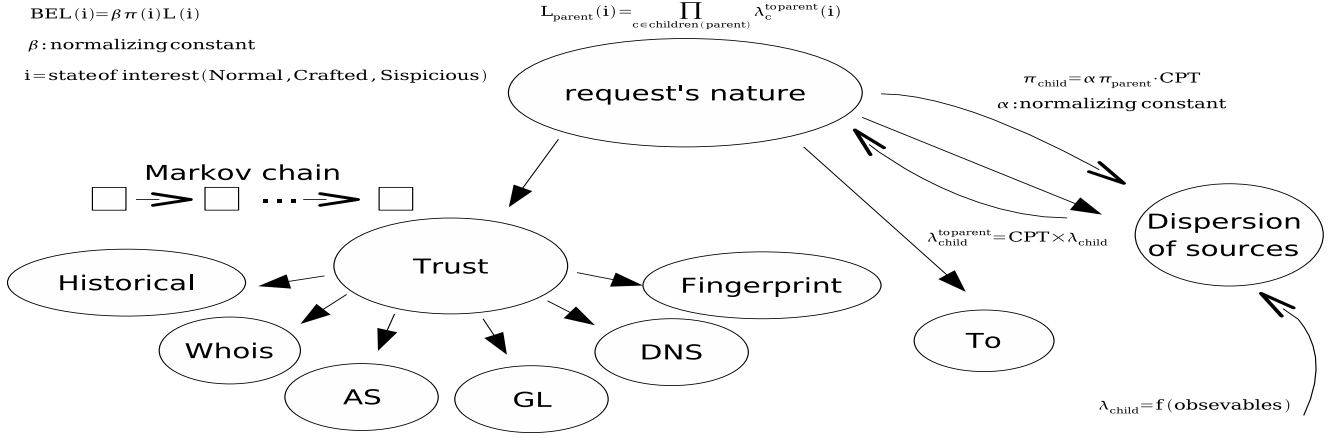 BEL(i)=βπ(i)L(i)
β:normalizing constant
i=state of interest(Normal,Crafted,Sispicious)
L_parent(i)=∏_{c∈children(parent)} λ_c^{toparent}(i)
request's nature
π_child=α π_parent·CPT
α:normalizing constant
Markov chain
...
Dispersion
of sources
λ_child^{toparent}=CPT×λ_child
Trust
Historical
Fingerprint
Whois
DNS
To
AS
GL
λ_child=f(obsevables)